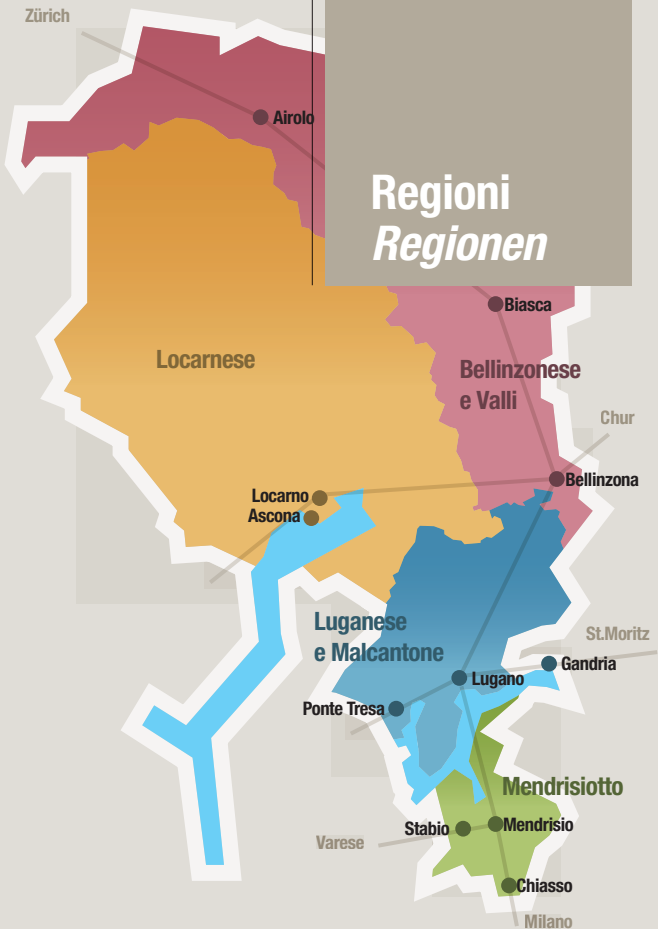 Zürich
Airolo
Regioni
Regionen
Biasca
Locarnese
Bellinzonese
e Valli
Chur
Bellinzona
Locarno
Ascona
Luganese
e Malcantone
St.Moritz
Gandria
Lugano
Ponte Tresa
Mendrisiotto
Stabio
Mendrisio
Varese
Chiasso
Milano